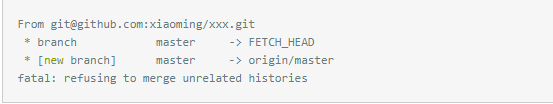 From git@github.com:xiaoming/xxx.git
* branch master -> FETCH_HEAD
* [new branch] master -> origin/master
fatal: refusing to merge unrelated histories